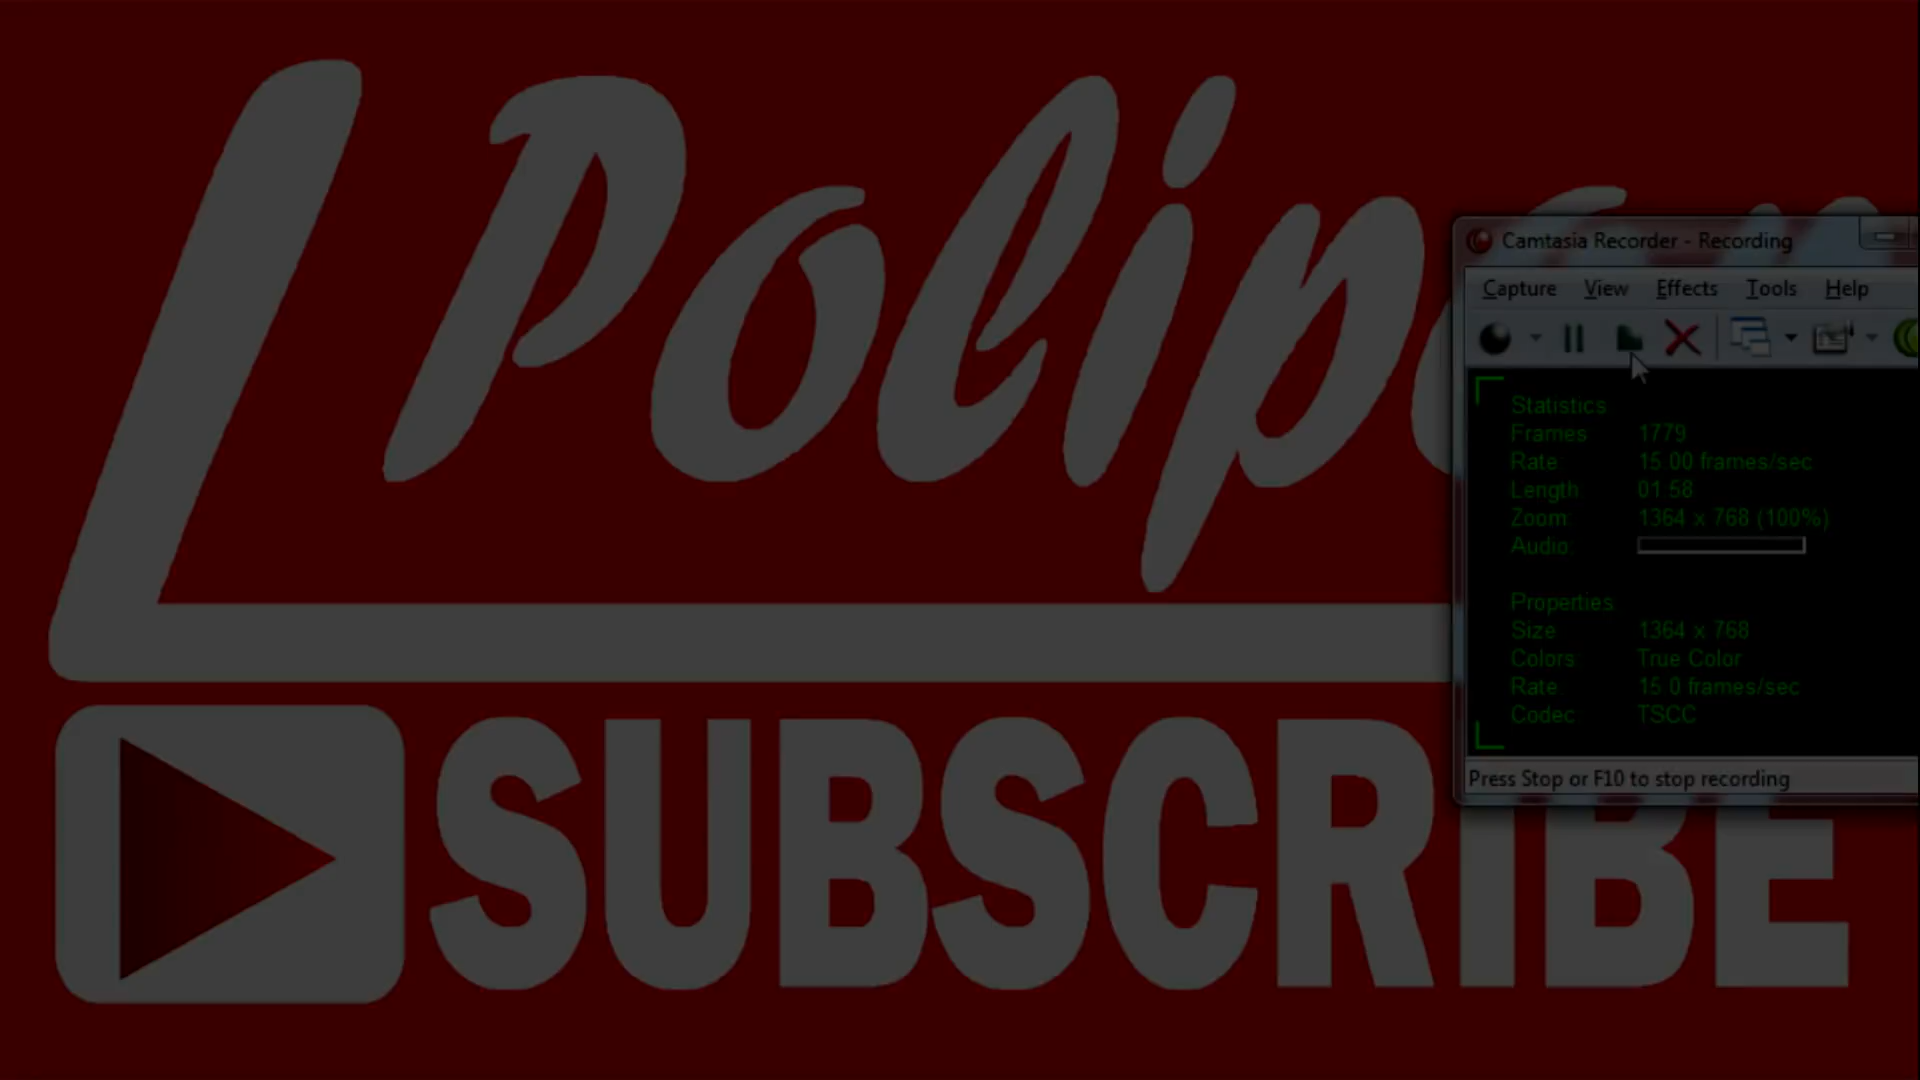 SUBSCRIBE
Camtasia Recorder - Recording
Capture View Effects Tools Help
Statistics
Frames 1779
Rate 15.00 frames/sec
Length 01:58
Zoom: 1364 x 768 (100%)
Audio:
Properties
Size 1364 x 768
Colors True Color
Rate 15.0 frames/sec
Codec TSCC
Press Stop or F10 to stop recording